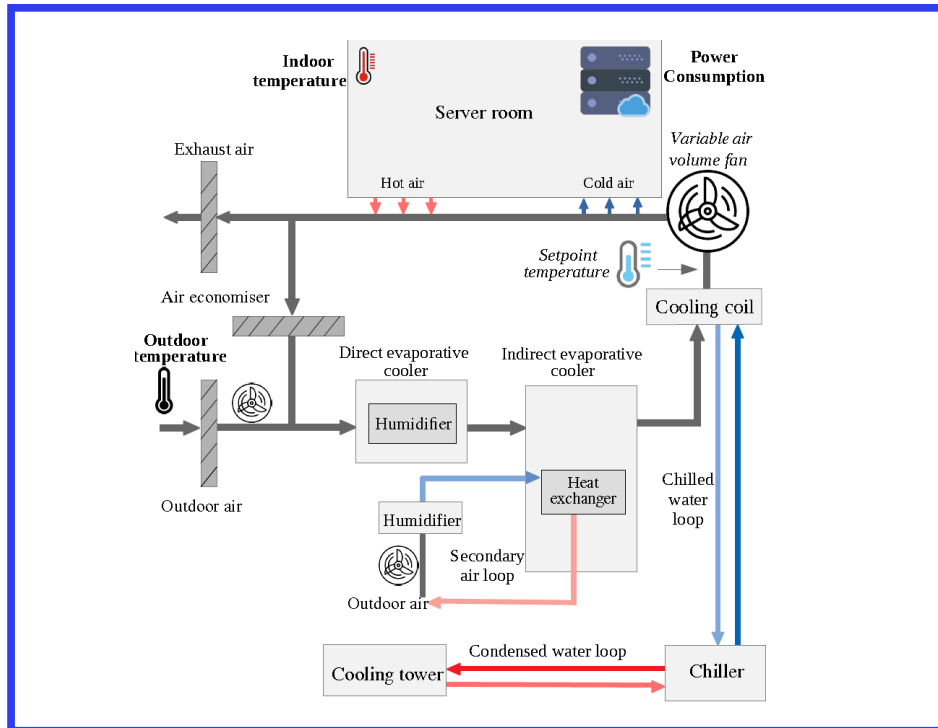 Indoor
temperature
Power
Consumption
Server room
Variable air
volume fan
Exhaust air
Hot air
Cold air
Setpoint
temperature
Air economiser
Cooling coil
Outdoor
temperature
Direct evaporative
cooler
Indirect evaporative
cooler
Humidifier
Heat
exchanger
Chilled
water
loop
Outdoor air
Humidifier
Secondary
air loop
Outdoor air
Condensed water loop
Cooling tower
Chiller